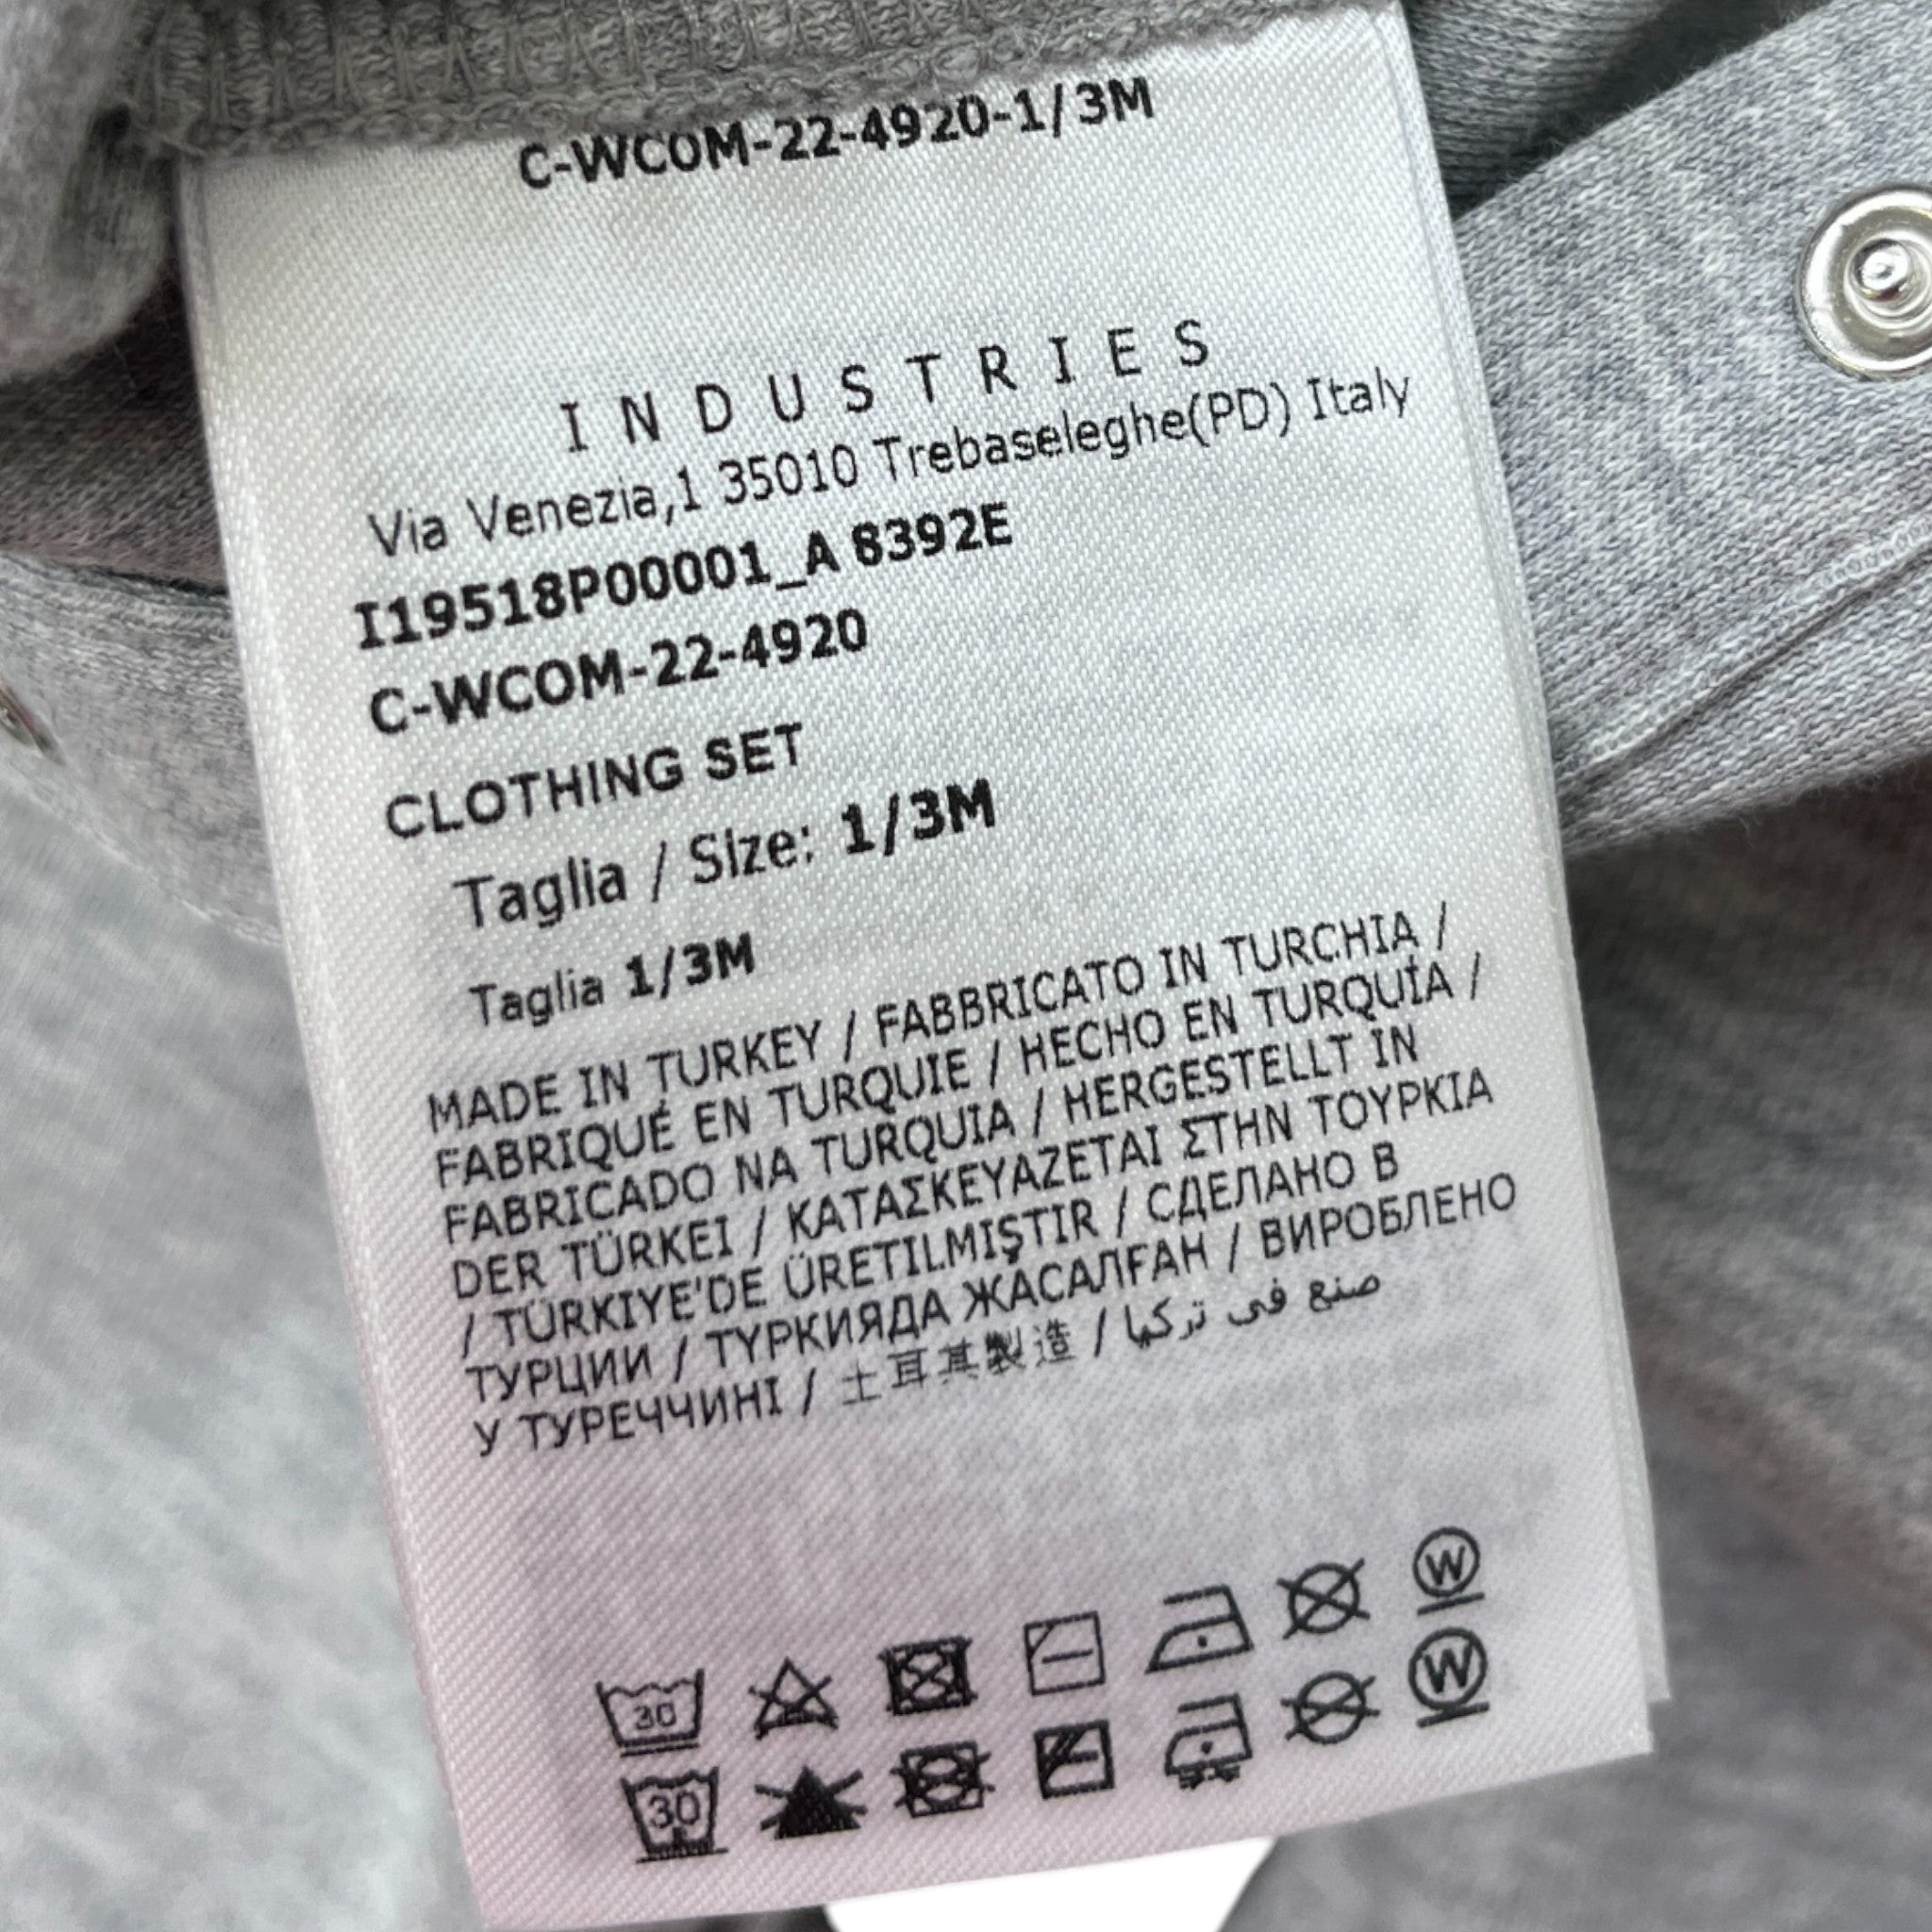 C-WCOM-22-4920-1/3M
INDUSTRIES
Via Venezia,1 35010 Trebaseleghe(PD) Italy
I19518P00001_A 8392E
C-WCOM-22-4920
CLOTHING SET
Taglia / Size: 1/3M
Taglia 1/3M
MADE IN TURKEY / FABBRICATO IN TURCHIA /
FABRIQUÉ EN TURQUIE / HECHO EN TURQUÍA /
FABRICADO NA TURQUIA / HERGESTELLT IN
DER TÜRKEI / ΚΑΤΑΣΚΕΥΑΖΕΤΑΙ ΣΤΗΝ ΤΟΥΡΚΙΑ
/ TÜRKIYE'DE ÜRETILMIŞTIR / СДЕЛАНО В
ТУРЦИИ / ТҮРКИЯДА ЖАСАЛҒАН / ВИРОБЛЕНО
У ТУРЕЧЧИНІ / 土耳其製造 / صنع في تركيا
30 W
30 W